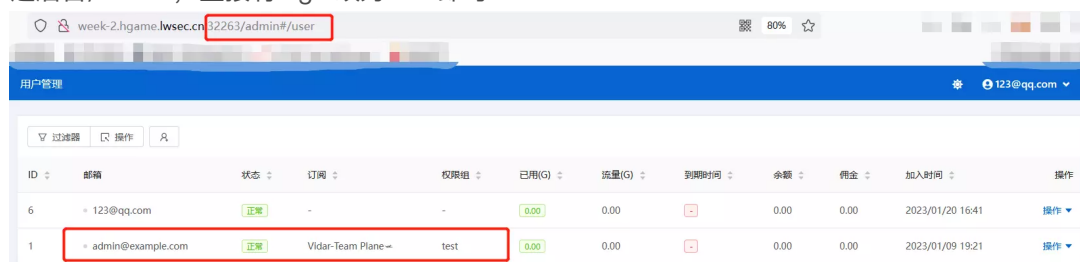 week-2.hgame.lwsec.cn:32263/admin#/user 80%
用户管理 123@qq.com
过滤器 操作
ID 邮箱 状态 订阅 权限组 已用(G) 流量(G) 到期时间 余额 佣金 加入时间 操作
6 123@qq.com 正常 - - 0.00 0.00 - 0.00 0.00 2023/01/20 16:41 操作
1 admin@example.com 正常 Vidar-Team Plane test 0.00 0.00 - 0.00 0.00 2023/01/09 19:21 操作